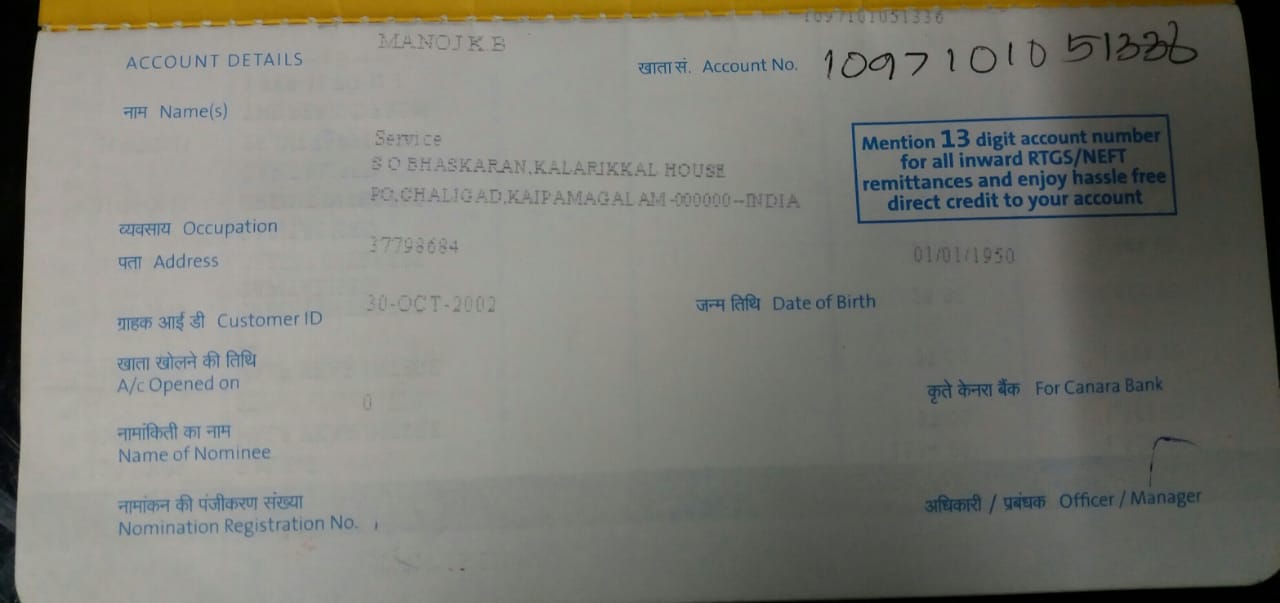 1097101051336
MANOJ K B
ACCOUNT DETAILS
खाता सं. Account No. 1097101051336
नाम Name(s)
Service
S O BHASKARAN,KALARIKKAL HOUSE
PO,CHALIGAD,KAIPAMAGALAM-000000--INDIA
Mention 13 digit account number
for all inward RTGS/NEFT
remittances and enjoy hassle free
direct credit to your account
व्यवसाय Occupation
37798684
पता Address
01/01/1950
30-OCT-2002
जन्म तिथि Date of Birth
ग्राहक आई डी Customer ID
खाता खोलने की तिथि
A/c Opened on
0
कृते केनरा बैंक For Canara Bank
नामांकिती का नाम
Name of Nominee
नामांकन की पंजीकरण संख्या
Nomination Registration No.
अधिकारी / प्रबंधक Officer / Manager